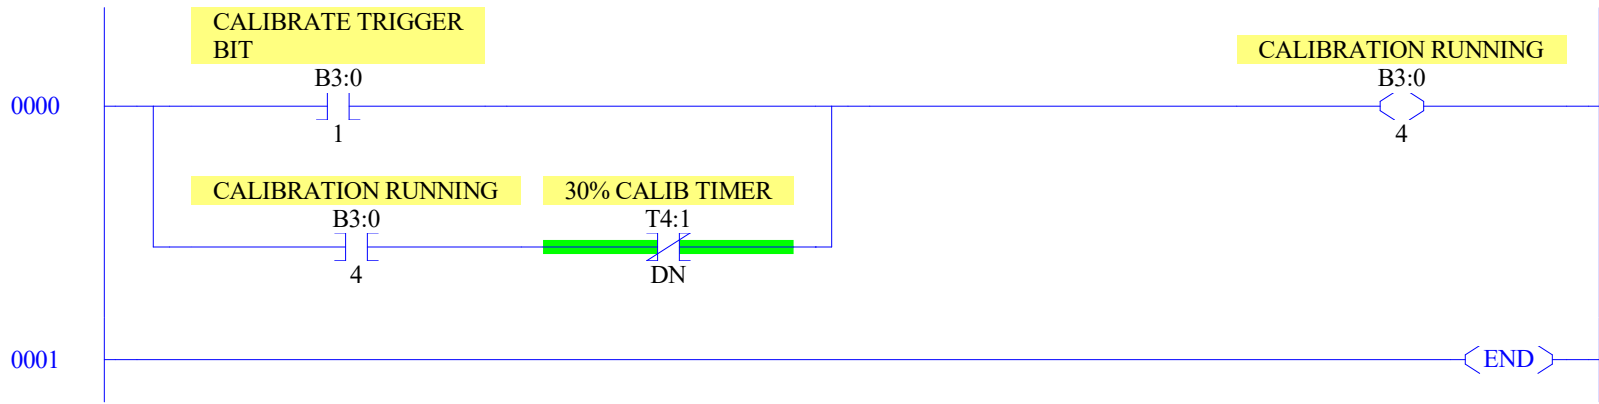 CALIBRATE TRIGGER
BIT
CALIBRATION RUNNING
B3:0
B3:0
0000
1
4
CALIBRATION RUNNING
30% CALIB TIMER
B3:0
T4:1
4
DN
0001
END